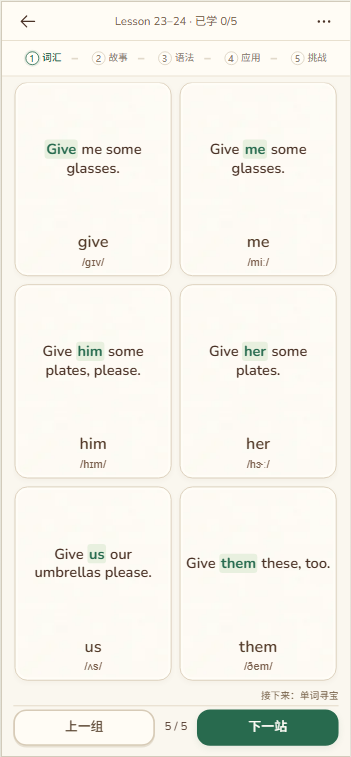 Lesson 23–24 · 已学 0/5
1 词汇 – 2 故事 – 3 语法 – 4 应用 – 5 挑战
Give me some
glasses.
give
/ɡɪv/
Give me some
glasses.
me
/miː/
Give him some
plates, please.
him
/hɪm/
Give her some
plates.
her
/hɝː/
Give us our
umbrellas please.
us
/ʌs/
Give them these, too.
them
/ðem/
接下来：单词寻宝
上一组
5 / 5
下一站